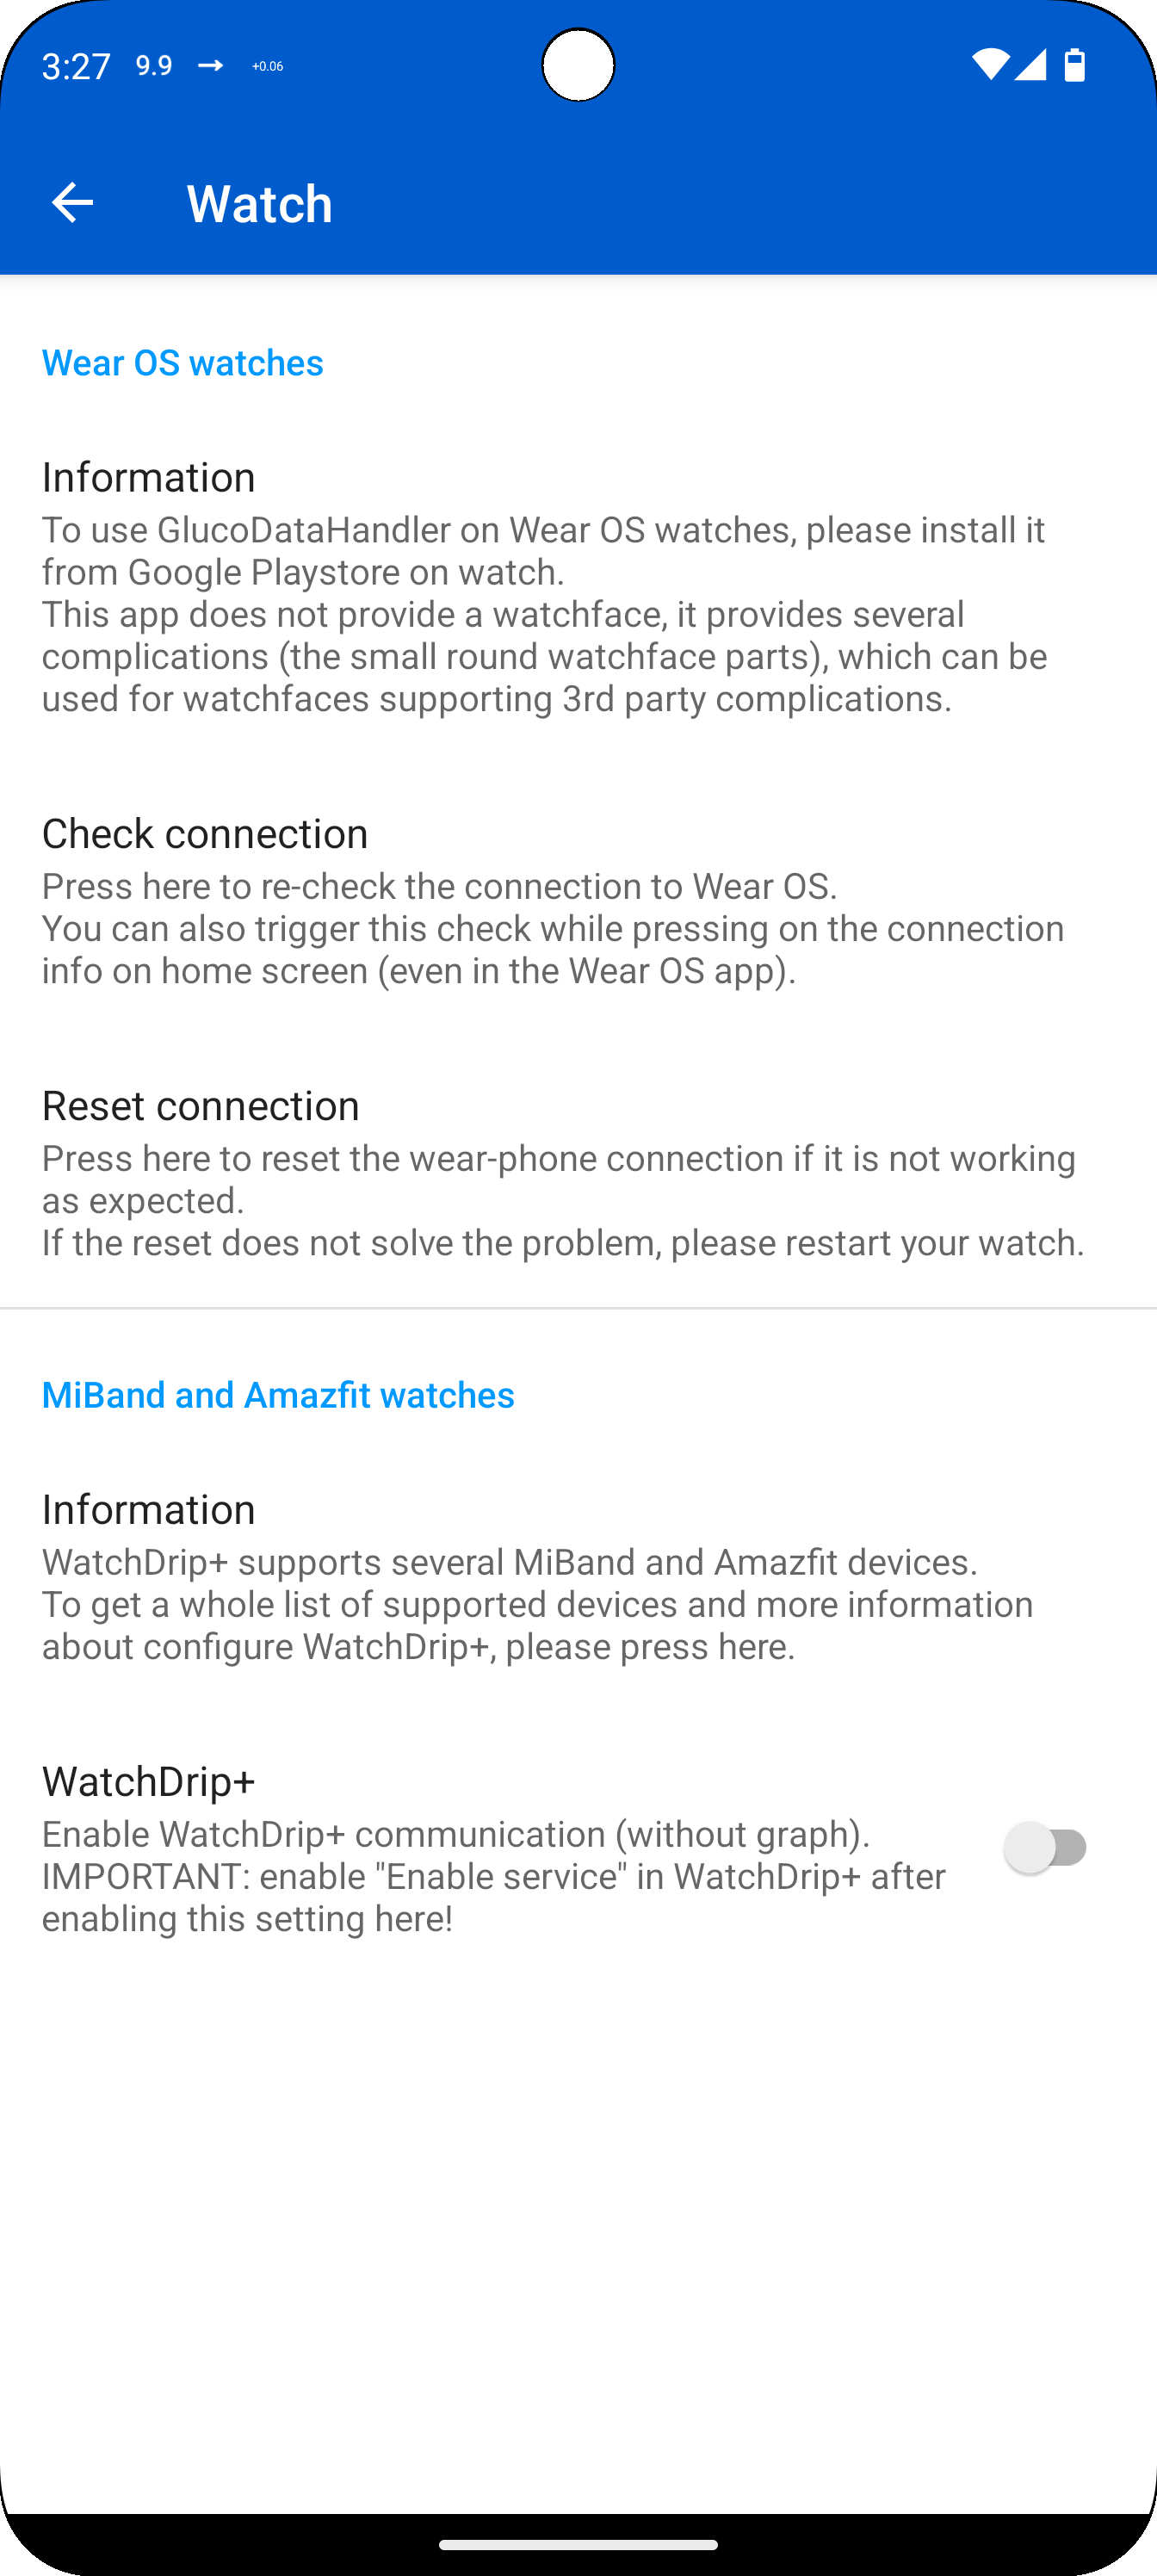 3:27 9.9 → +0.06
Watch
Wear OS watches
Information
To use GlucoDataHandler on Wear OS watches, please install it
from Google Playstore on watch.
This app does not provide a watchface, it provides several
complications (the small round watchface parts), which can be
used for watchfaces supporting 3rd party complications.
Check connection
Press here to re-check the connection to Wear OS.
You can also trigger this check while pressing on the connection
info on home screen (even in the Wear OS app).
Reset connection
Press here to reset the wear-phone connection if it is not working
as expected.
If the reset does not solve the problem, please restart your watch.
MiBand and Amazfit watches
Information
WatchDrip+ supports several MiBand and Amazfit devices.
To get a whole list of supported devices and more information
about configure WatchDrip+, please press here.
WatchDrip+
Enable WatchDrip+ communication (without graph).
IMPORTANT: enable "Enable service" in WatchDrip+ after
enabling this setting here!